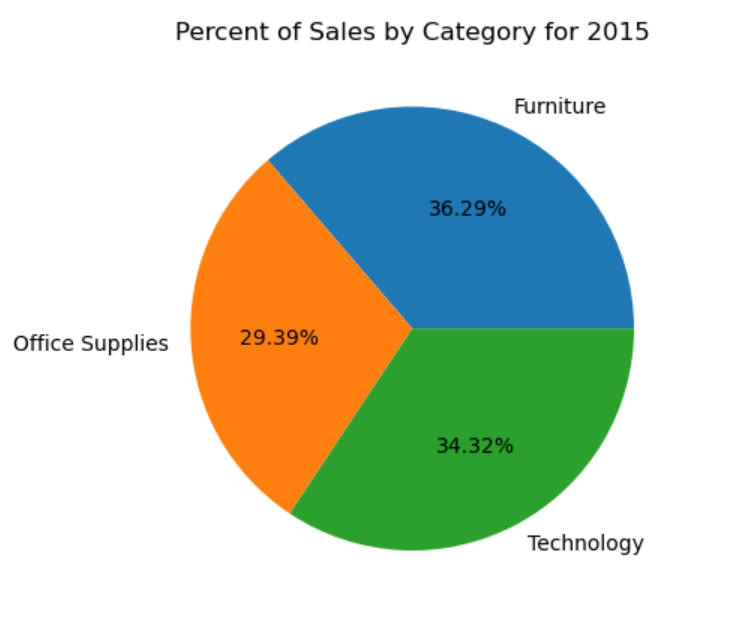 Percent of Sales by Category for 2015
Furniture
36.29%
Office Supplies
29.39%
34.32%
Technology